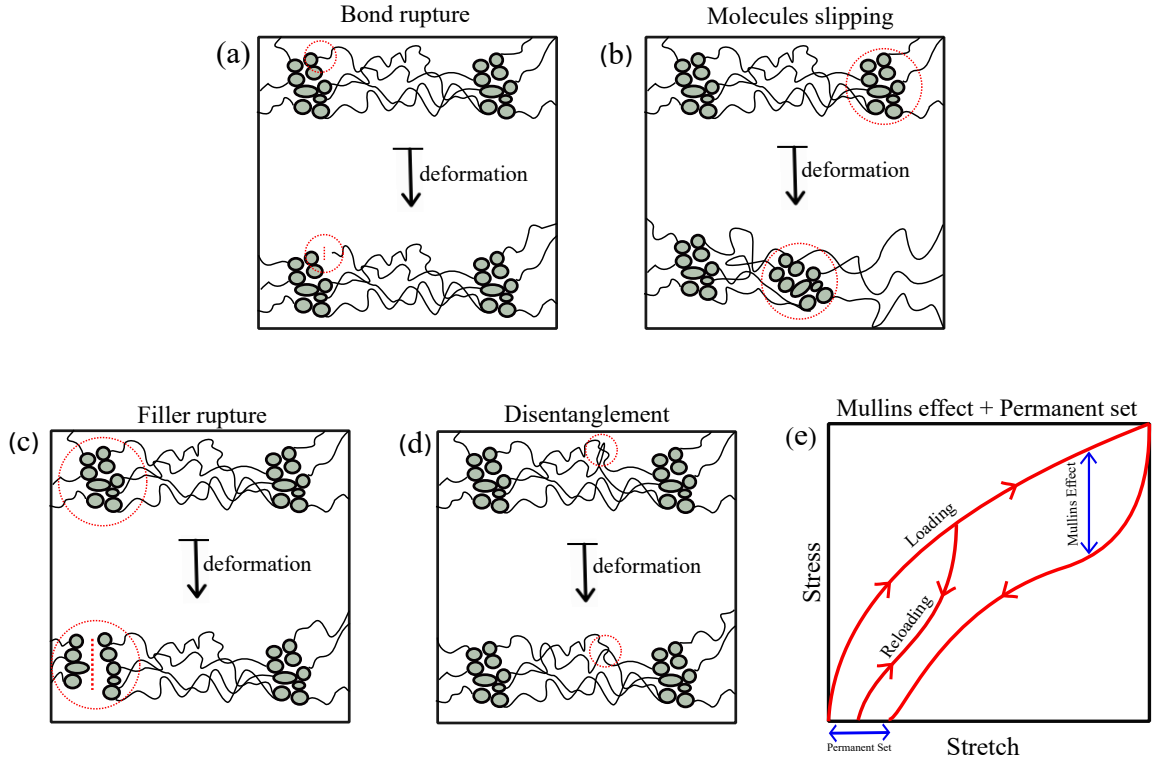 Bond rupture
(a)
deformation
Molecules slipping
(b)
deformation
Filler rupture
(c)
deformation
Disentanglement
(d)
deformation
Mullins effect + Permanent set
(e)
Stress
Loading
Reloading
Mullins Effect
Permanent Set
Stretch